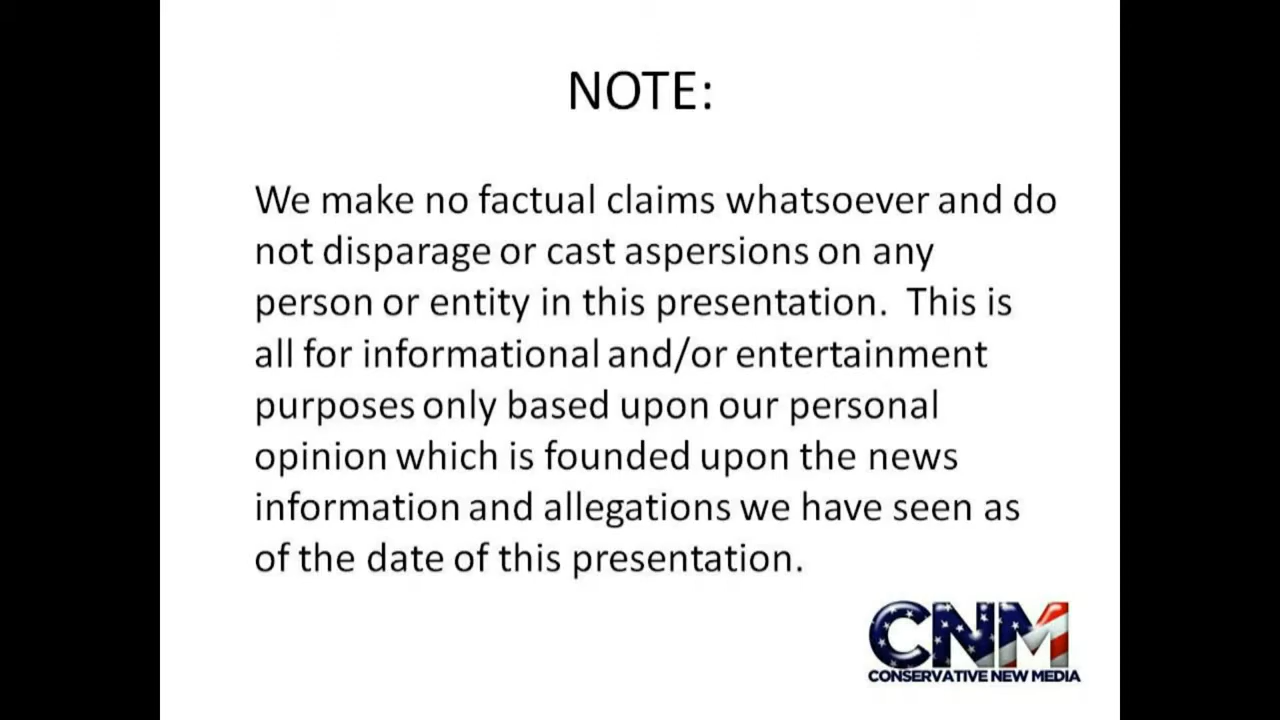 NOTE:
We make no factual claims whatsoever and do
not disparage or cast aspersions on any
person or entity in this presentation.  This is
all for informational and/or entertainment
purposes only based upon our personal
opinion which is founded upon the news
information and allegations we have seen as
of the date of this presentation.
CNM
CONSERVATIVE NEW MEDIA